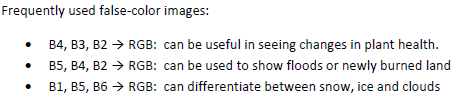 Frequently used false-color images:
• B4, B3, B2 → RGB: can be useful in seeing changes in plant health.
• B5, B4, B2 → RGB: can be used to show floods or newly burned land
• B1, B5, B6 → RGB: can differentiate between snow, ice and clouds